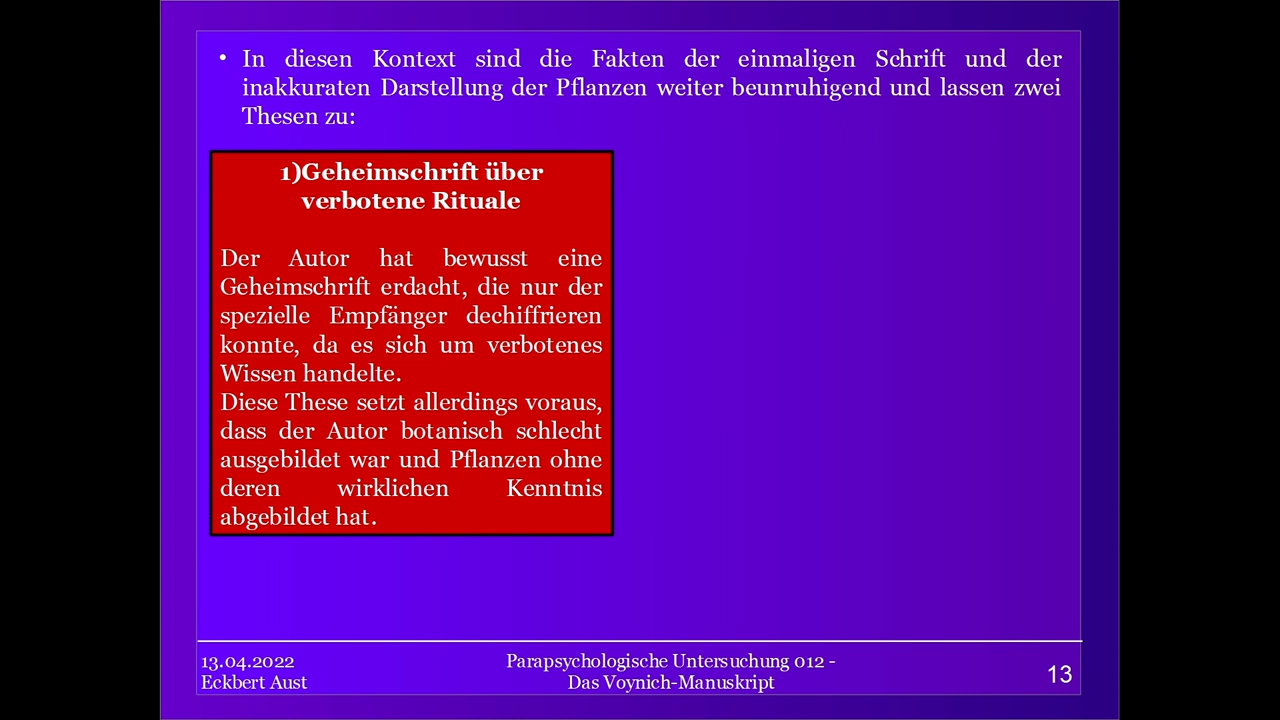 • In diesen Kontext sind die Fakten der einmaligen Schrift und der
inakkuraten Darstellung der Pflanzen weiter beunruhigend und lassen zwei
Thesen zu:
1)Geheimschrift über
verbotene Rituale
Der Autor hat bewusst eine
Geheimschrift erdacht, die nur der
spezielle Empfänger dechiffrieren
konnte, da es sich um verbotenes
Wissen handelte.
Diese These setzt allerdings voraus,
dass der Autor botanisch schlecht
ausgebildet war und Pflanzen ohne
deren wirklichen Kenntnis
abgebildet hat.
13.04.2022
Eckbert Aust
Parapsychologische Untersuchung 012 -
Das Voynich-Manuskript
13